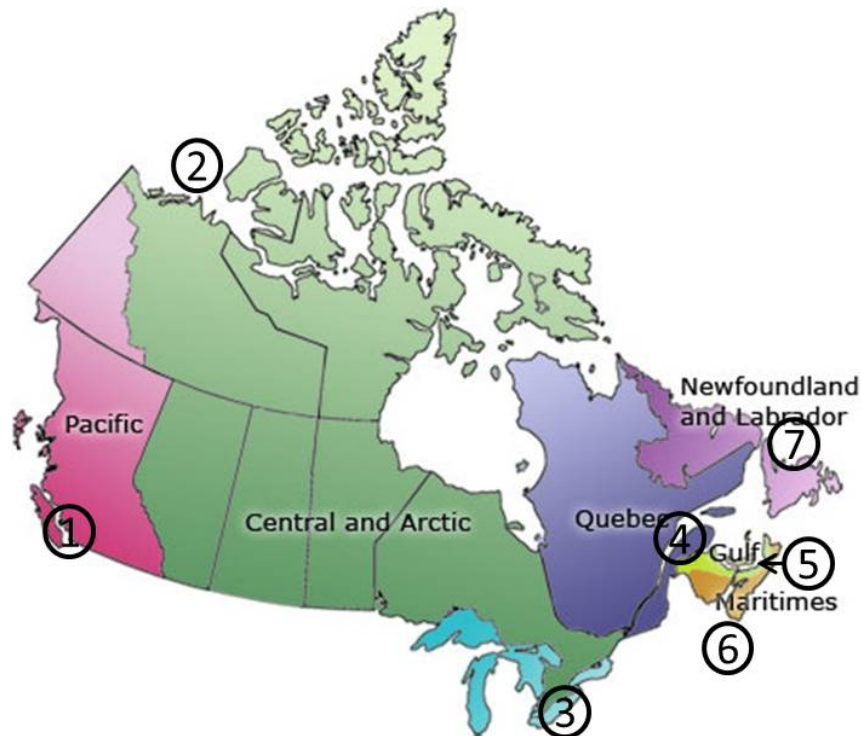 2
Newfoundland
and Labrador
Pacific
7
Central and Arctic
Quebec
1
4
Gulf
5
Maritimes
6
3